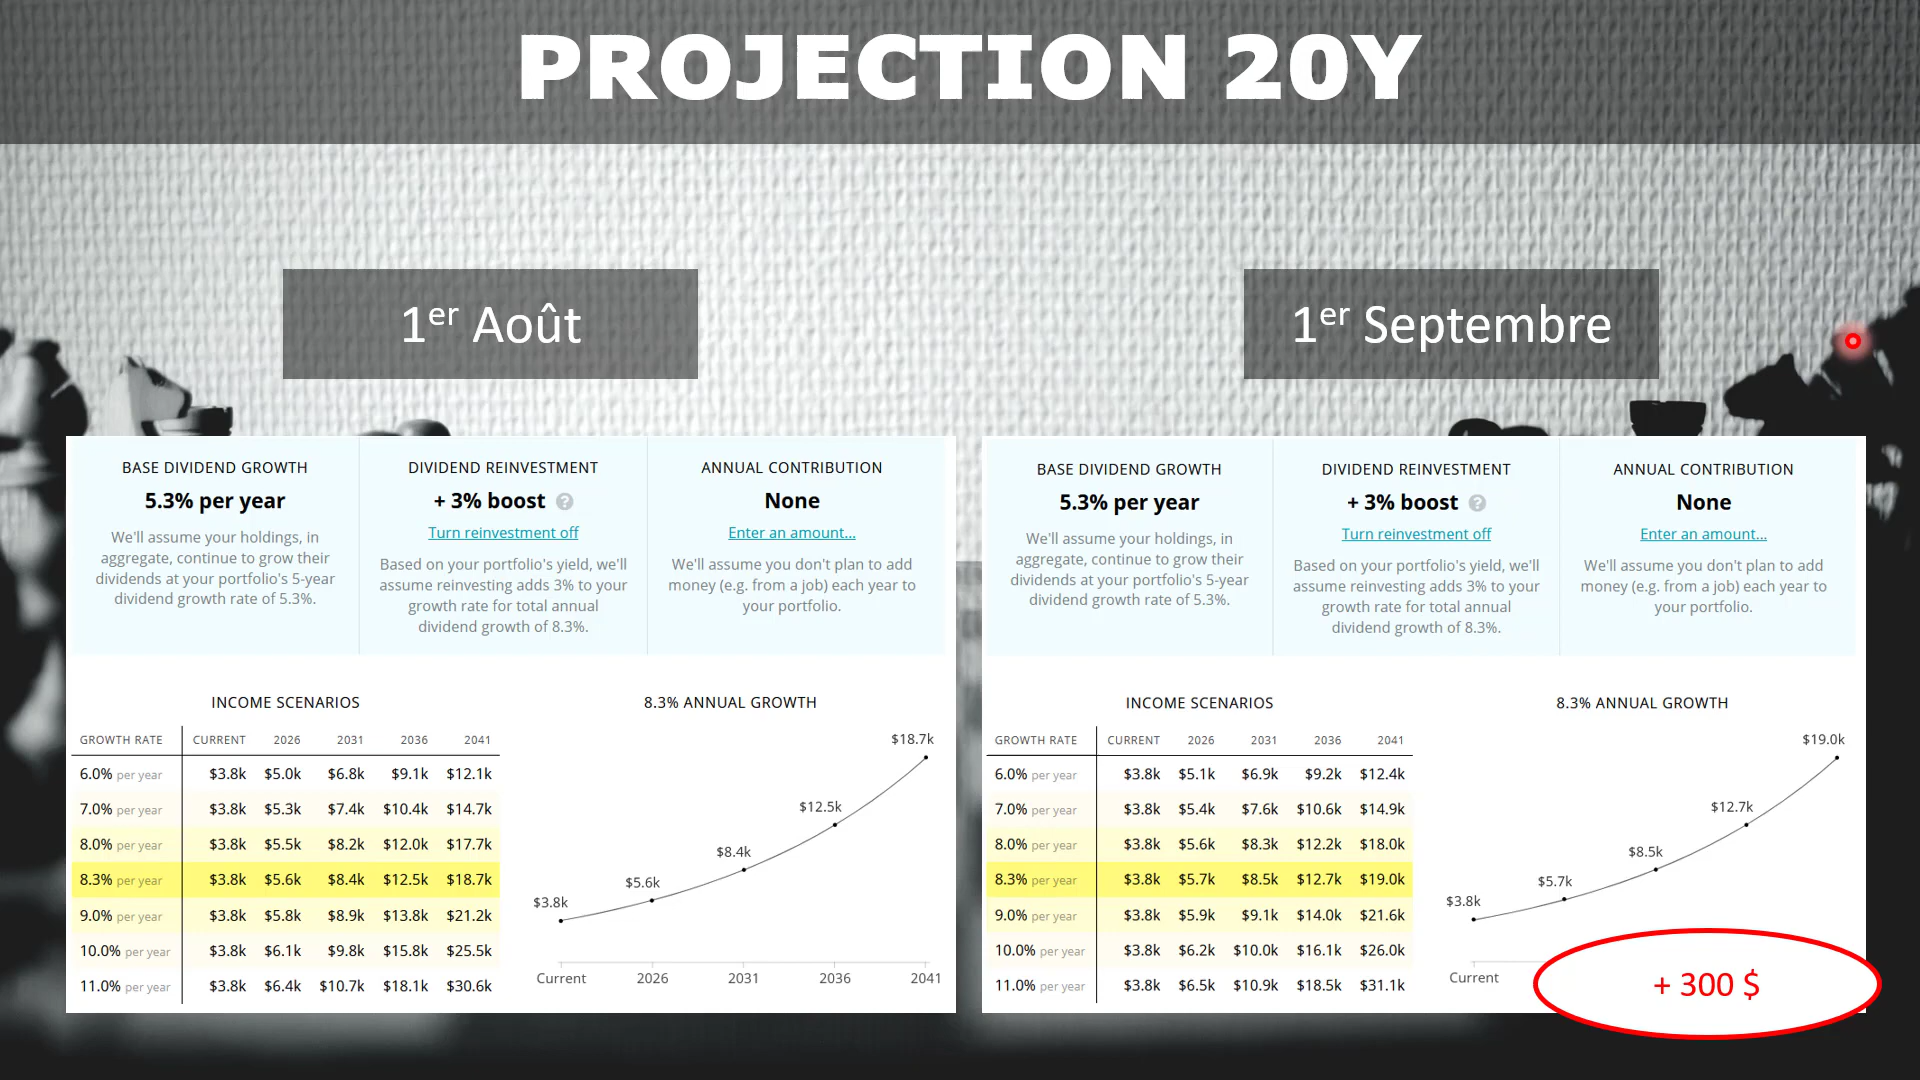 PROJECTION 20Y
1er Août
BASE DIVIDEND GROWTH
5.3% per year
We'll assume your holdings, in
aggregate, continue to grow their
dividends at your portfolio's 5-year
dividend growth rate of 5.3%.
DIVIDEND REINVESTMENT
+ 3% boost ?
Turn reinvestment off
Based on your portfolio's yield, we'll
assume reinvesting adds 3% to your
growth rate for total annual
dividend growth of 8.3%.
ANNUAL CONTRIBUTION
None
Enter an amount...
We'll assume you don't plan to add
money (e.g. from a job) each year to
your portfolio.
INCOME SCENARIOS
GROWTH RATE CURRENT 2026 2031 2036 2041
6.0% per year $3.8k $5.0k $6.8k $9.1k $12.1k
7.0% per year $3.8k $5.3k $7.4k $10.4k $14.7k
8.0% per year $3.8k $5.5k $8.2k $12.0k $17.7k
8.3% per year $3.8k $5.6k $8.4k $12.5k $18.7k
9.0% per year $3.8k $5.8k $8.9k $13.8k $21.2k
10.0% per year $3.8k $6.1k $9.8k $15.8k $25.5k
11.0% per year $3.8k $6.4k $10.7k $18.1k $30.6k
8.3% ANNUAL GROWTH
$18.7k
$12.5k
$8.4k
$5.6k
$3.8k
Current 2026 2031 2036 2041
1er Septembre
BASE DIVIDEND GROWTH
5.3% per year
We'll assume your holdings, in
aggregate, continue to grow their
dividends at your portfolio's 5-year
dividend growth rate of 5.3%.
DIVIDEND REINVESTMENT
+ 3% boost ?
Turn reinvestment off
Based on your portfolio's yield, we'll
assume reinvesting adds 3% to your
growth rate for total annual
dividend growth of 8.3%.
ANNUAL CONTRIBUTION
None
Enter an amount...
We'll assume you don't plan to add
money (e.g. from a job) each year to
your portfolio.
INCOME SCENARIOS
GROWTH RATE CURRENT 2026 2031 2036 2041
6.0% per year $3.8k $5.1k $6.9k $9.2k $12.4k
7.0% per year $3.8k $5.4k $7.6k $10.6k $14.9k
8.0% per year $3.8k $5.6k $8.3k $12.2k $18.0k
8.3% per year $3.8k $5.7k $8.5k $12.7k $19.0k
9.0% per year $3.8k $5.9k $9.1k $14.0k $21.6k
10.0% per year $3.8k $6.2k $10.0k $16.1k $26.0k
11.0% per year $3.8k $6.5k $10.9k $18.5k $31.1k
8.3% ANNUAL GROWTH
$19.0k
$12.7k
$8.5k
$5.7k
$3.8k
Current
+ 300 $